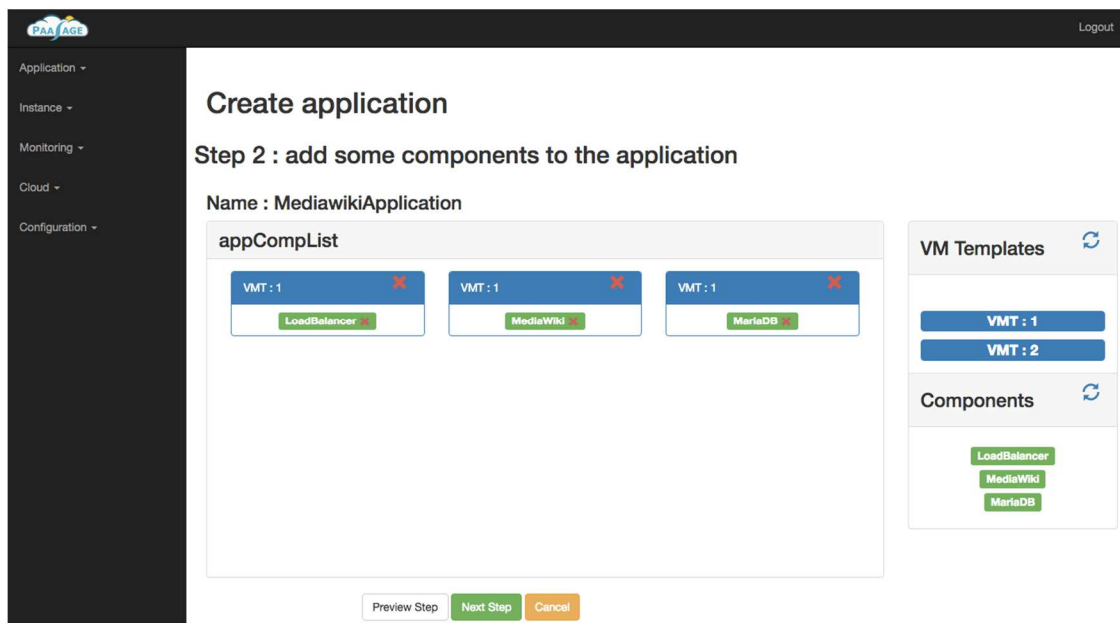 PAASAGE
Logout
Application
Instance
Monitoring
Cloud
Configuration
Create application
Step 2 : add some components to the application
Name : MediawikiApplication
appCompList
VMT : 1
LoadBalancer
VMT : 1
MediaWiki
VMT : 1
MariaDB
VM Templates
VMT : 1
VMT : 2
Components
LoadBalancer
MediaWiki
MariaDB
Preview Step
Next Step
Cancel